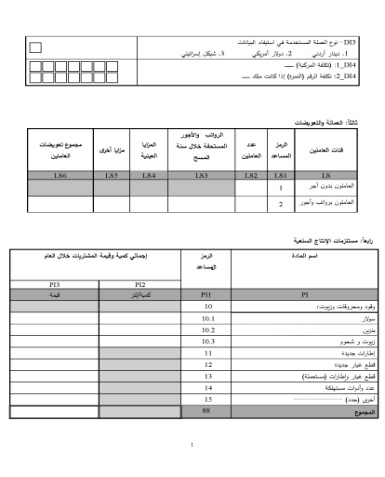 DI3- نوع العملة المستخدمة في استيفاء البيانات
1. دينار أردني 2. دولار أمريكي 3. شيكل إسرائيلي
DI4_1: (تكلفة المركبة) ___
DI4_2: تكلفة الرقم (النمرة) إذا كانت ملك ___
ثالثاً: العمالة والتعويضات
فئات العاملين الرمز المساعد عدد العاملين الرواتب والأجور المستحقة خلال سنة المسح المزايا العينية مزايا أخرى مجموع تعويضات العاملين
LS LS1 LS2 LS3 LS4 LS5 LS6
العاملون بدون أجر 1
العاملون برواتب وأجور 2
رابعاً: مستلزمات الإنتاج السلعية
اسم المادة الرمز المساعد إجمالي كمية وقيمة المشتريات خلال العام
PI2 PI3
PI PI1 كمية/لتر قيمة
وقود ومحروقات وزيوت: 10
سولار 10.1
بنزين 10.2
زيوت و شحوم 10.3
إطارات جديدة 11
قطع غيار جديدة 12
قطع غيار وإطارات (مستعملة) 13
عدد وأدوات مستهلكة 14
أخرى (حدد) ........................ 15
المجموع 88
1